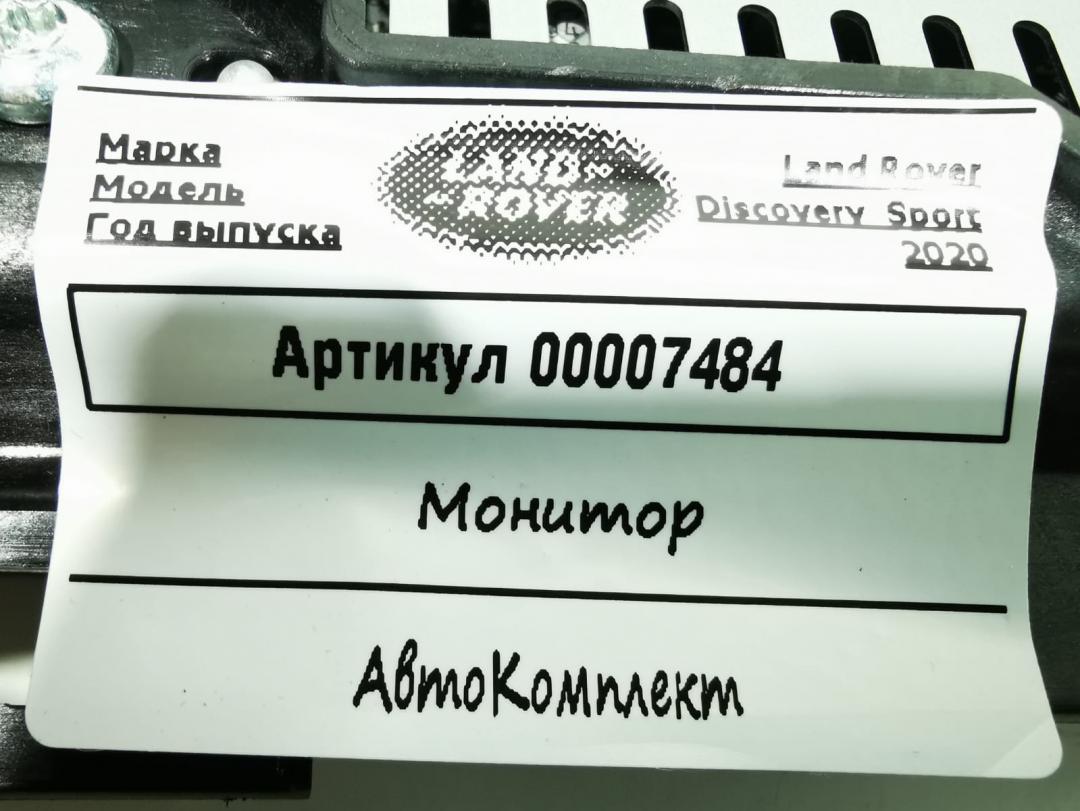 Марка
Модель
Год выпуска
LAND-
ROVER
Land Rover
Discovery Sport
2020
Артикул 00007484
Монитор
АвтоКомплект